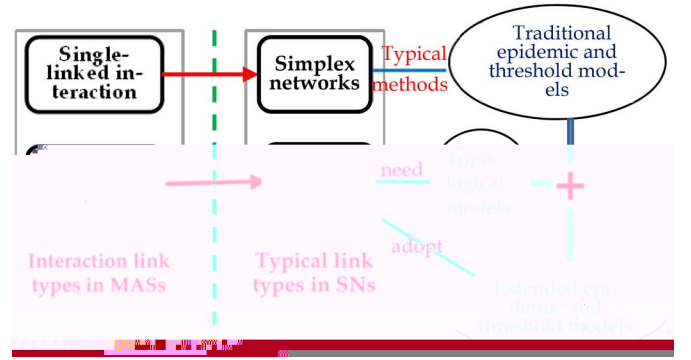 Single-
linked in-
teraction
Simplex
networks
Typical
methods
Traditional
epidemic and
threshold mod-
els
need
Topo-
logical
models
+
adopt
Interaction link
types in MASs
Typical link
types in SNs
Extended epi-
demic and
threshold models